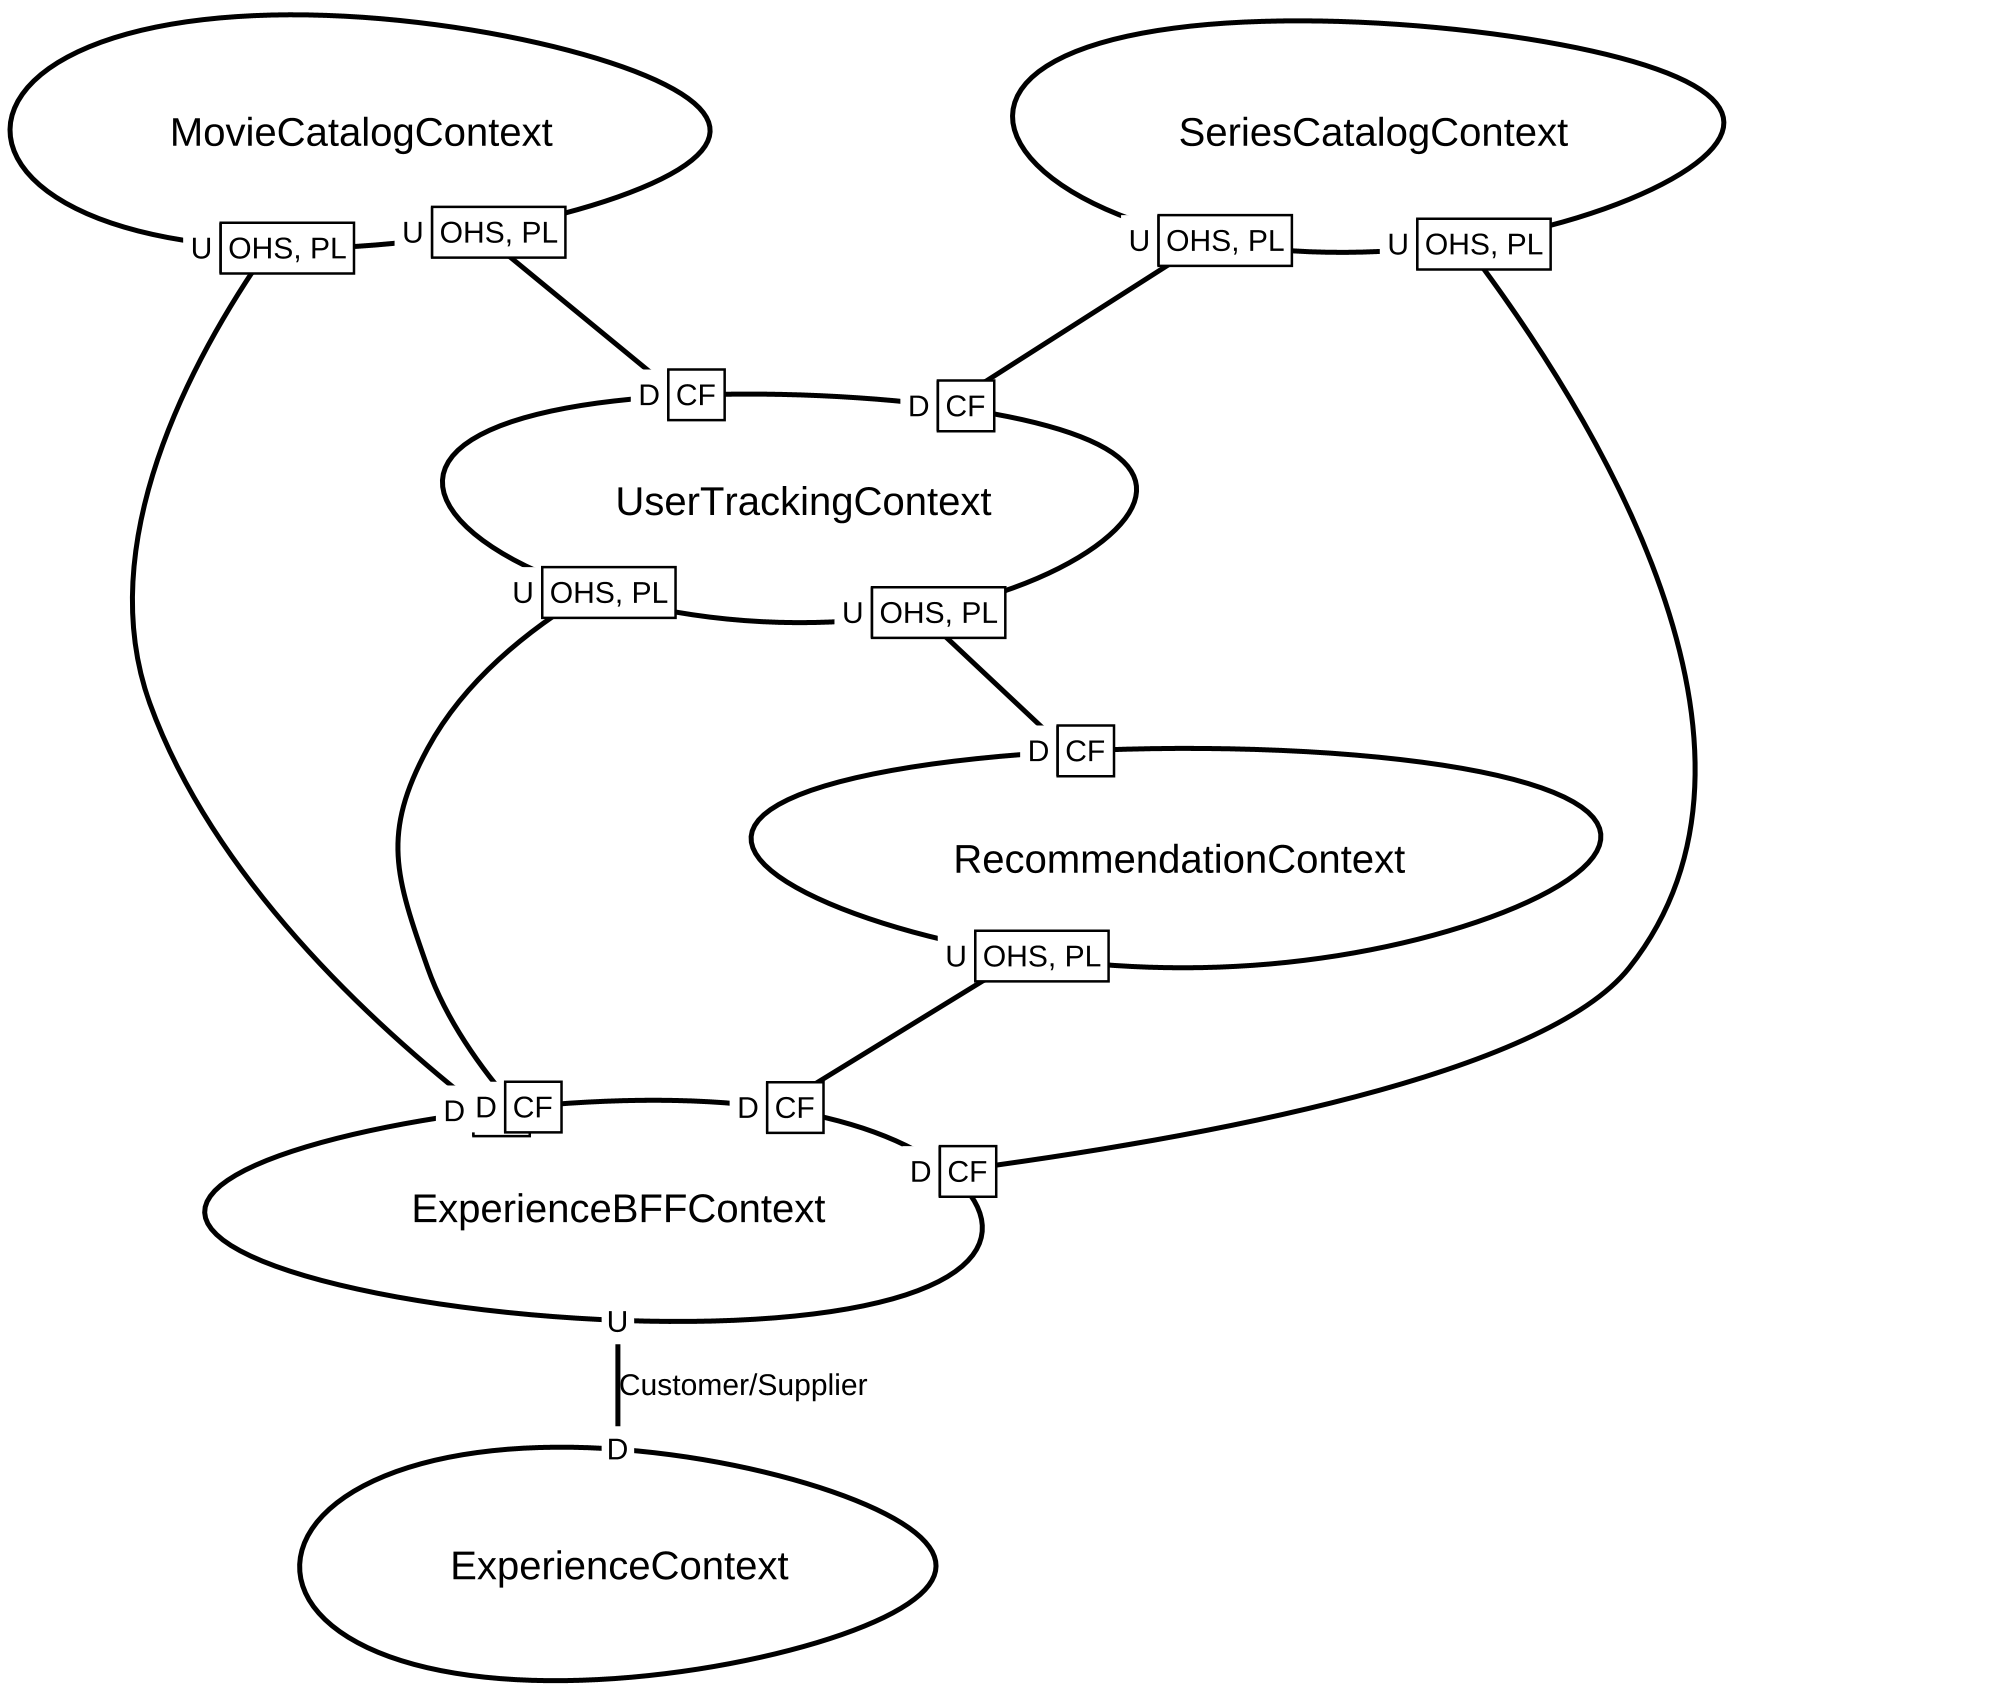 MovieCatalogContext
SeriesCatalogContext
U OHS, PL
U OHS, PL
U OHS, PL
U OHS, PL
D CF
D CF
UserTrackingContext
U OHS, PL
U OHS, PL
D CF
RecommendationContext
U OHS, PL
D
D CF
D CF
D CF
ExperienceBFFContext
U
Customer/Supplier
D
ExperienceContext